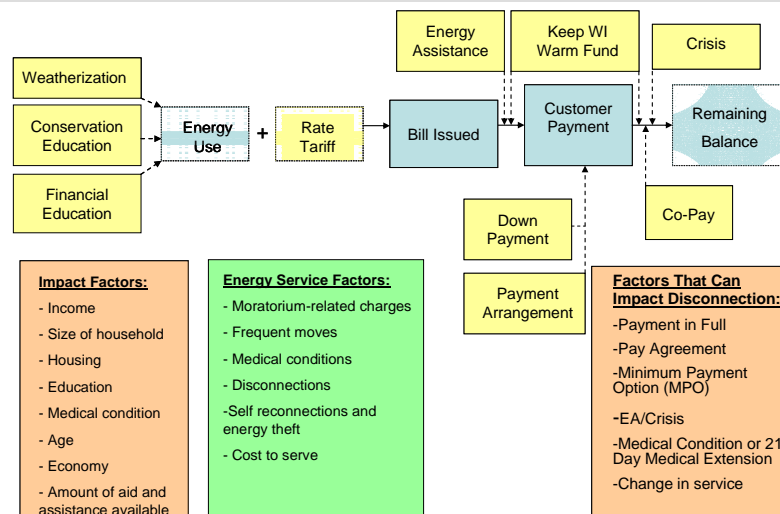 Energy
Assistance
Keep WI
Warm Fund
Crisis
Weatherization
Conservation
Education
Financial
Education
Energy
Use
+
Rate
Tariff
Bill Issued
Customer
Payment
Remaining
Balance
Down
Payment
Co-Pay
Payment
Arrangement
Impact Factors:
- Income
- Size of household
- Housing
- Education
- Medical condition
- Age
- Economy
- Amount of aid and
assistance available
Energy Service Factors:
- Moratorium-related charges
- Frequent moves
- Medical conditions
- Disconnections
-Self reconnections and
energy theft
- Cost to serve
Factors That Can
Impact Disconnection:
-Payment in Full
-Pay Agreement
-Minimum Payment
Option (MPO)
-EA/Crisis
-Medical Condition or 21
Day Medical Extension
-Change in service